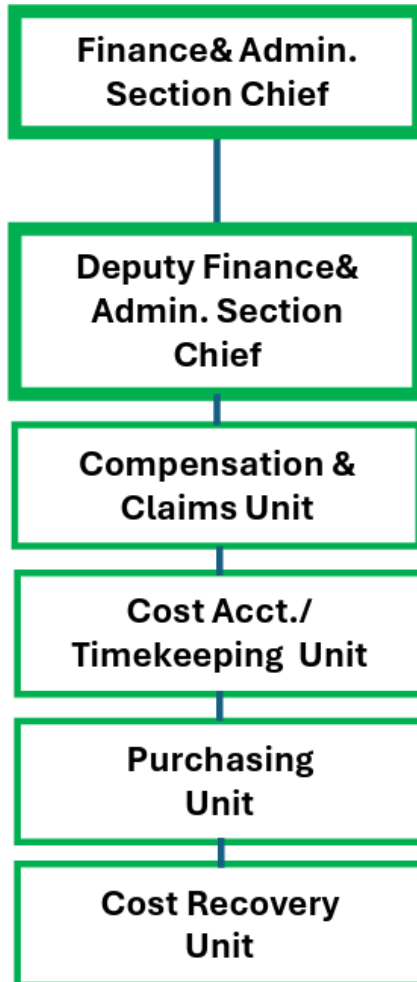 Finance& Admin.
Section Chief
Deputy Finance&
Admin. Section
Chief
Compensation &
Claims Unit
Cost Acct./
Timekeeping  Unit
Purchasing
Unit
Cost Recovery
Unit